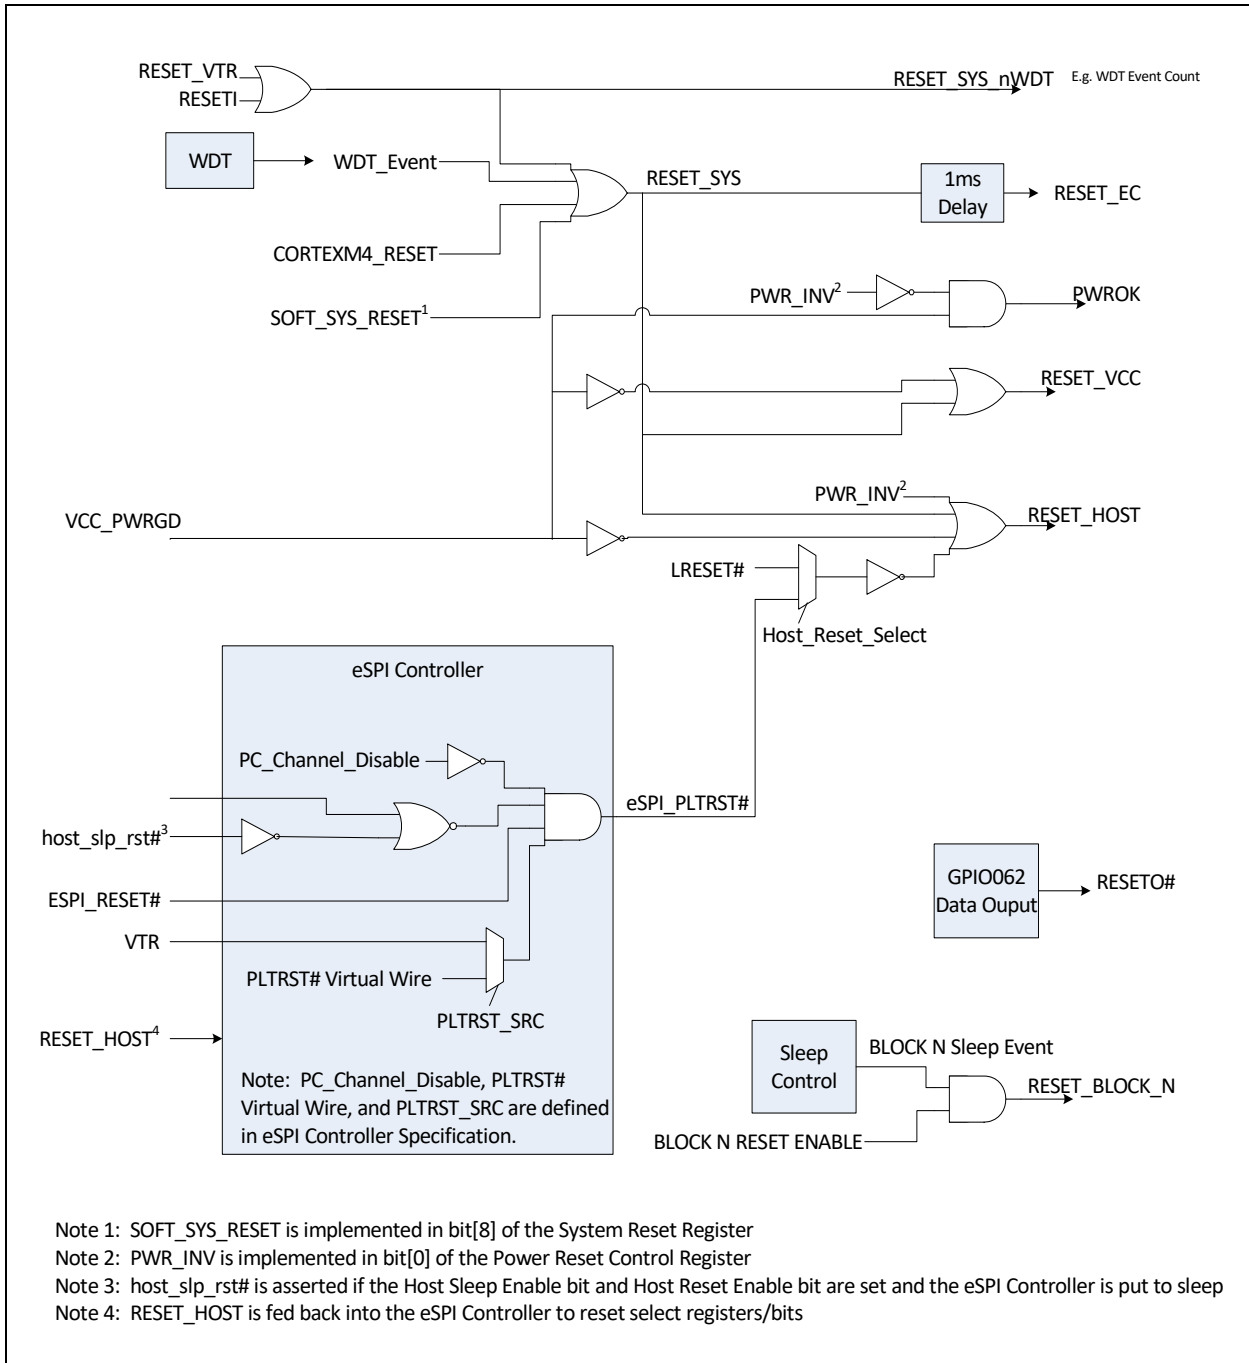 RESET_VTR
RESETI
RESET_SYS_nWDT
E.g. WDT Event Count
WDT
WDT_Event
RESET_SYS
1ms
Delay
RESET_EC
CORTEXM4_RESET
SOFT_SYS_RESET1
PWR_INV2
PWROK
RESET_VCC
PWR_INV2
VCC_PWRGD
RESET_HOST
LRESET#
Host_Reset_Select
eSPI Controller
PC_Channel_Disable
eSPI_PLTRST#
host_slp_rst#3
ESPI_RESET#
VTR
PLTRST# Virtual Wire
PLTRST_SRC
RESET_HOST4
Note: PC_Channel_Disable, PLTRST#
Virtual Wire, and PLTRST_SRC are defined
in eSPI Controller Specification.
GPIO062
Data Ouput
RESETO#
Sleep
Control
BLOCK N Sleep Event
RESET_BLOCK_N
BLOCK N RESET ENABLE
Note 1: SOFT_SYS_RESET is implemented in bit[8] of the System Reset Register
Note 2: PWR_INV is implemented in bit[0] of the Power Reset Control Register
Note 3: host_slp_rst# is asserted if the Host Sleep Enable bit and Host Reset Enable bit are set and the eSPI Controller is put to sleep
Note 4: RESET_HOST is fed back into the eSPI Controller to reset select registers/bits